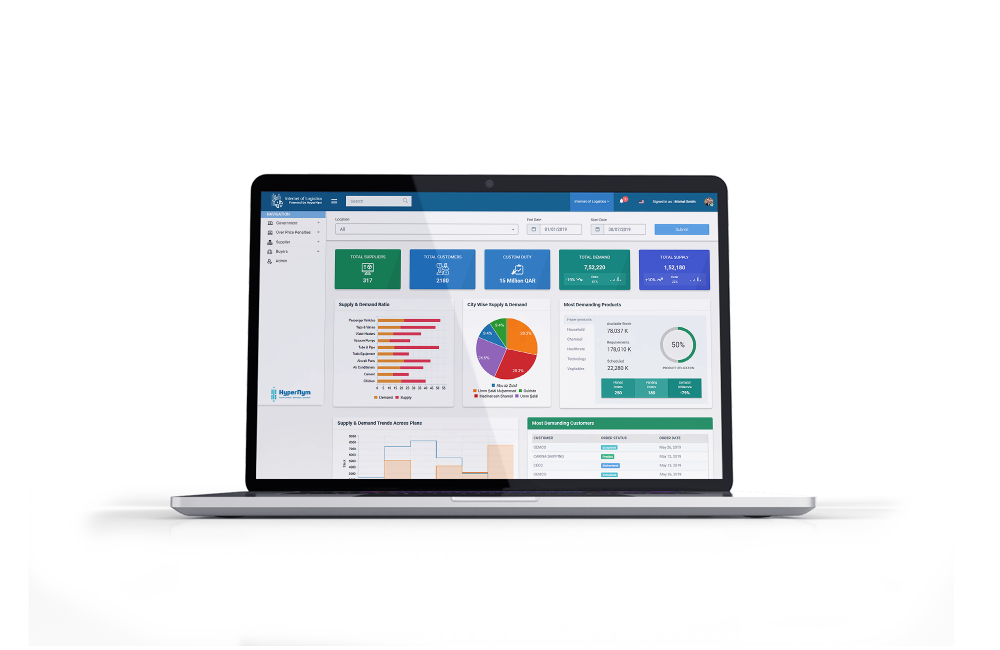 Internet of Logistics
Powered by HyperNym
Search
Internet of Logistics
5
Signed in as : Michel Smith
NAVIGATION
Government +
Over Price Penalties +
Supplier +
Buyers +
Admin
HyperNym
Location
All
End Date
01/01/2019
Start Date
30/07/2019
Submit
TOTAL SUPPLIERS
317
TOTAL CUSTOMERS
2180
CUSTOM DUTY
15 Million QAR
TOTAL DEMAND
7,52,220
-19%
Ratio
81%
TOTAL SUPPLY
1,52,180
+10%
Ratio
22%
Supply & Demand Ratio
Passenger Vehicles
Taps & Valves
Water Heaters
Vacuum Pumps
Tube & Pipe
Tools Equipment
Aircraft Parts
Air Conditioners
Cement
Chicken
0 5 10 15 20 25 30 35 40 45 50 55
Demand Supply
City Wise Supply & Demand
9.4%
28.3%
9.4%
24.5%
28.3%
Abu az Zuluf
Umm Şalāl Muḩammad Dukhān
Madīnat ash Shamāl Umm Şalāl
Most Demanding Products
Paper products
Household
Chemical
Healthcare
Technology
Vagitables
Available Stock
78,037 K
Requirements
178,010 K
Scheduled
22,280 K
50%
PRODUCT UTILIZATION
Planed Orders
250
Pending Orders
180
Demand Difference
-79%
Supply & Demand Trends Across Plans
9000
8000
7000
6000
5000
4000
3000
Stock
Most Demanding Customers
CUSTOMER ORDER STATUS ORDER DATE
GEMCO Completed May 26, 2019
CARINA SHIPPING Pending May 12, 2019
CECC Backordered May 13, 2019
GEMCO Completed May 26, 2019